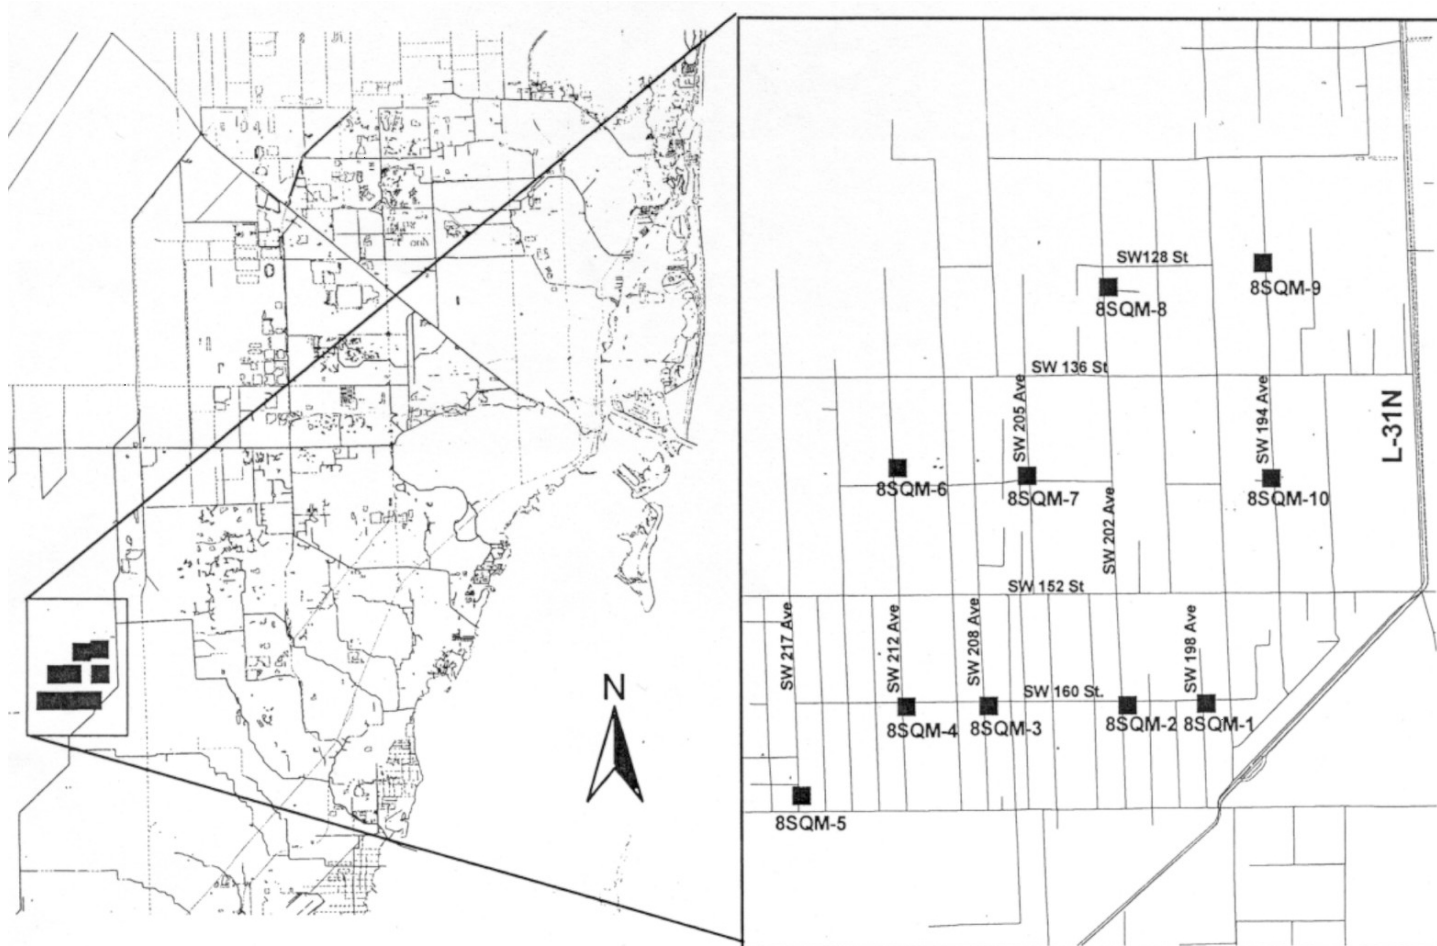 SW128 St
8SQM-9
8SQM-8
SW 136 St
SW 205 Ave
SW 194 Ave
L-31N
8SQM-6
8SQM-7
8SQM-10
SW 202 Ave
SW 152 St
SW 217 Ave
SW 212 Ave
SW 208 Ave
SW 198 Ave
N
SW 160 St.
8SQM-4
8SQM-3
8SQM-2
8SQM-1
8SQM-5